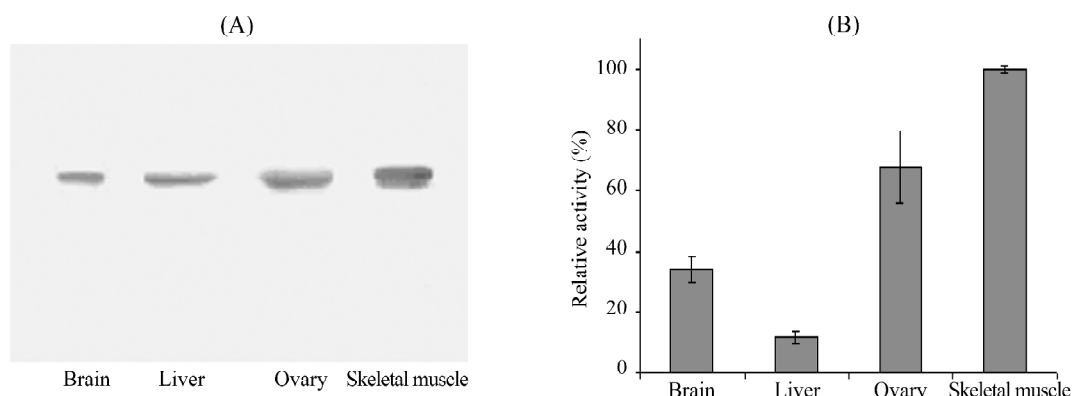 (A)
Brain Liver Ovary Skeletal muscle
(B)
Relative activity (%)
100
80
60
40
20
0
Brain Liver Ovary Skeletal muscle